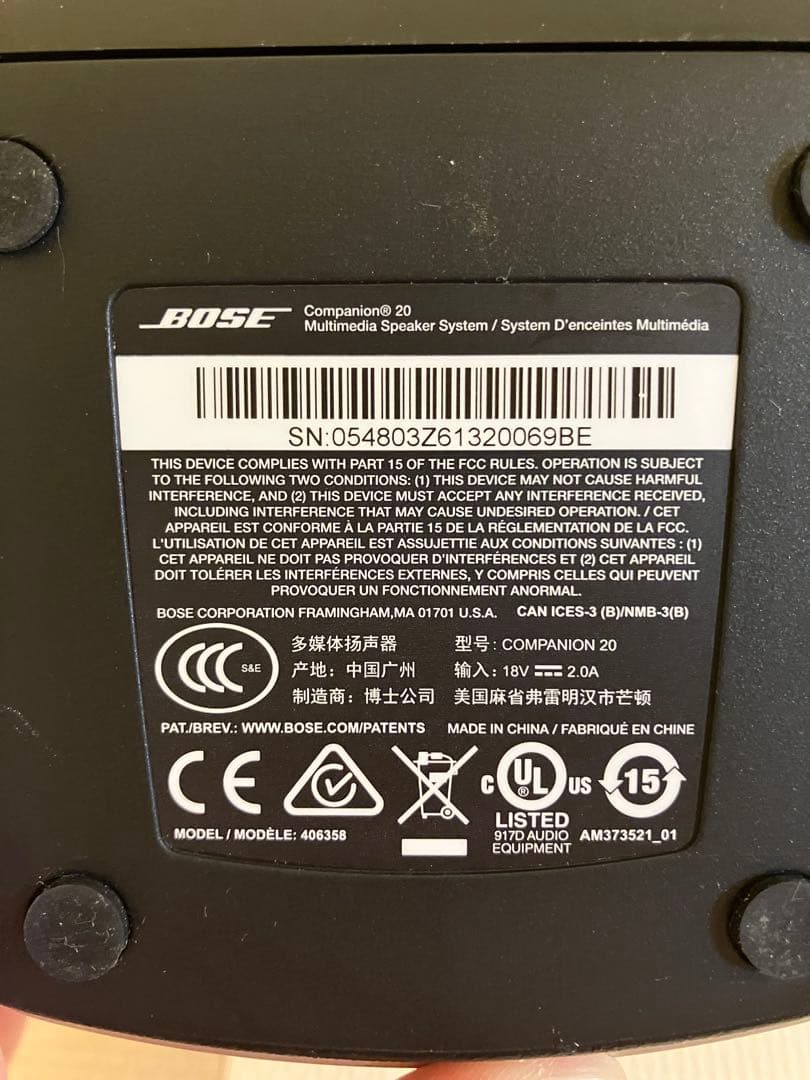 BOSE Companion® 20
Multimedia Speaker System / System D'enceintes Multimédia
SN:054803Z61320069BE
THIS DEVICE COMPLIES WITH PART 15 OF THE FCC RULES. OPERATION IS SUBJECT
TO THE FOLLOWING TWO CONDITIONS: (1) THIS DEVICE MAY NOT CAUSE HARMFUL
INTERFERENCE, AND (2) THIS DEVICE MUST ACCEPT ANY INTERFERENCE RECEIVED,
INCLUDING INTERFERENCE THAT MAY CAUSE UNDESIRED OPERATION. / CET
APPAREIL EST CONFORME À LA PARTIE 15 DE LA RÉGLEMENTATION DE LA FCC.
L'UTILISATION DE CET APPAREIL EST ASSUJETTIE AUX CONDITIONS SUIVANTES : (1)
CET APPAREIL NE DOIT PAS PROVOQUER D'INTERFÉRENCES ET (2) CET APPAREIL
DOIT TOLÉRER LES INTERFÉRENCES EXTERNES, Y COMPRIS CELLES QUI PEUVENT
PROVOQUER UN FONCTIONNEMENT ANORMAL.
BOSE CORPORATION FRAMINGHAM,MA 01701 U.S.A. CAN ICES-3 (B)/NMB-3(B)
多媒体扬声器 型号: COMPANION 20
CCC S&E 产地: 中国广州 输入: 18V 2.0A
制造商: 博士公司 美国麻省弗雷明汉市芒顿
PAT./BREV.: WWW.BOSE.COM/PATENTS MADE IN CHINA / FABRIQUÉ EN CHINE
CE C UL ® US 15
LISTED
MODEL / MODÈLE: 406358 917D AUDIO AM373521_01
EQUIPMENT